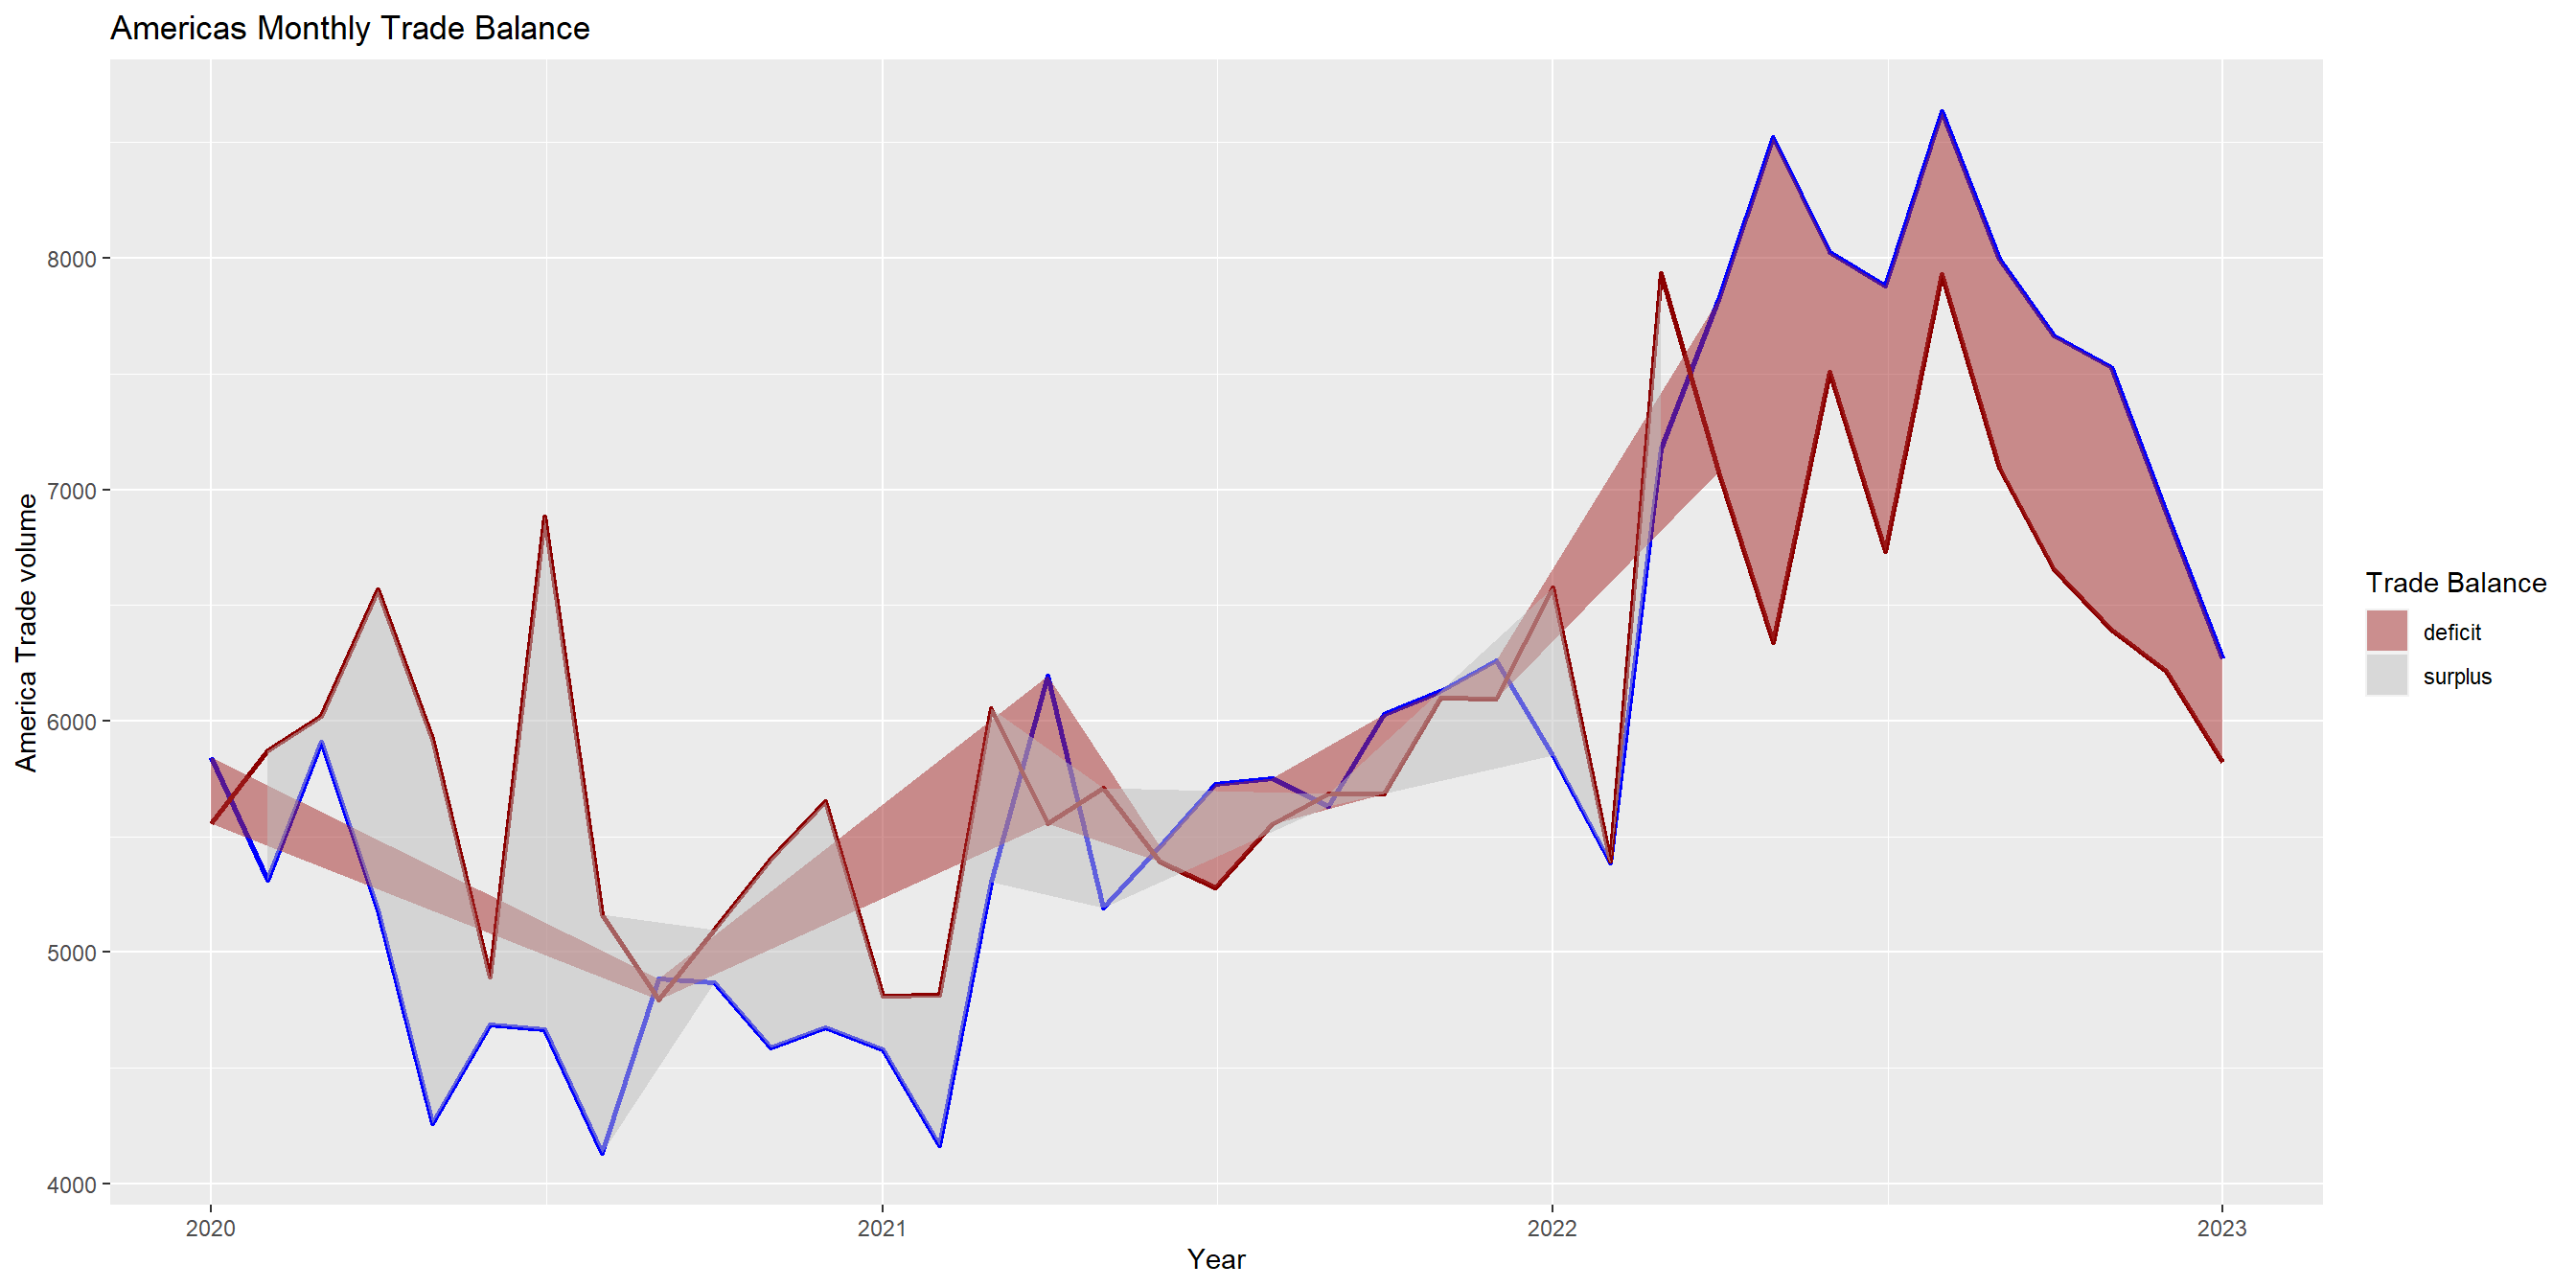 Americas Monthly Trade Balance
America Trade volume
8000
7000
6000
5000
4000
2020
2021
2022
2023
Year
Trade Balance
deficit
surplus